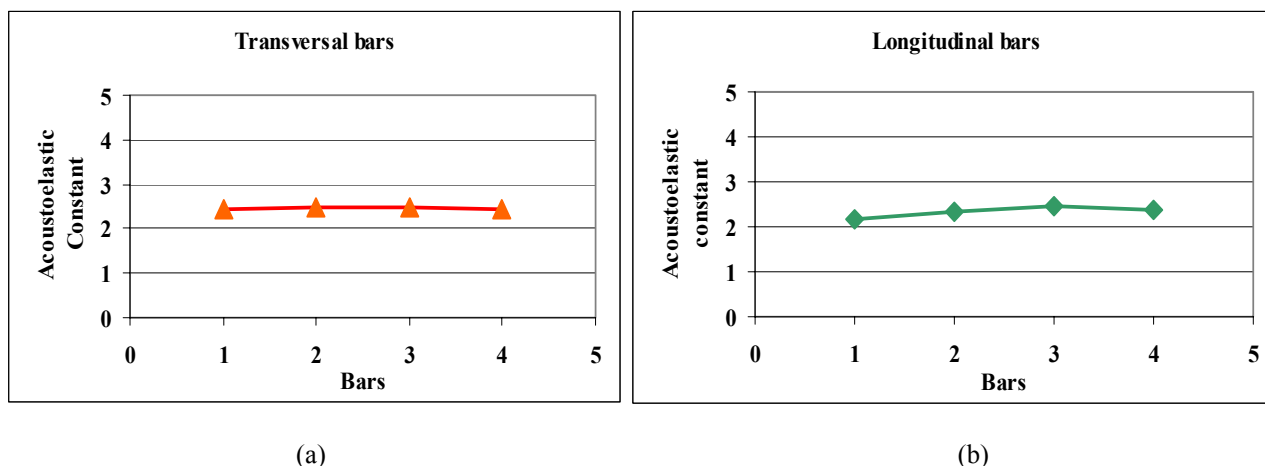 Transversal bars
5
4
3
2
1
0
0 1 2 3 4 5
Acoustoelastic
Constant
Bars
(a)
Longitudinal bars
5
4
3
2
1
0
0 1 2 3 4 5
Acoustoelastic
constant
Bars
(b)